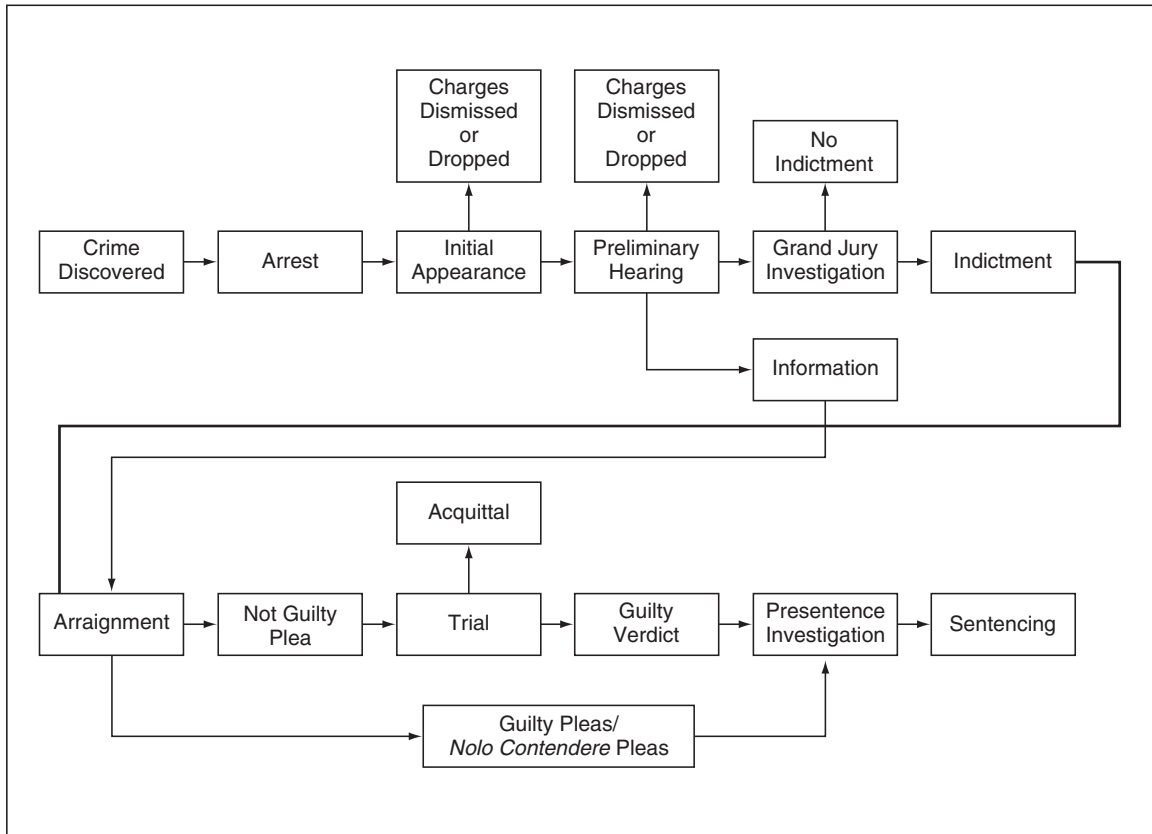 Charges
Dismissed
or
Dropped
Charges
Dismissed
or
Dropped
No
Indictment
Crime
Discovered
Arrest
Initial
Appearance
Preliminary
Hearing
Grand Jury
Investigation
Indictment
Information
Acquittal
Arraignment
Not Guilty
Plea
Trial
Guilty
Verdict
Presentence
Investigation
Sentencing
Guilty Pleas/
Nolo Contendere Pleas